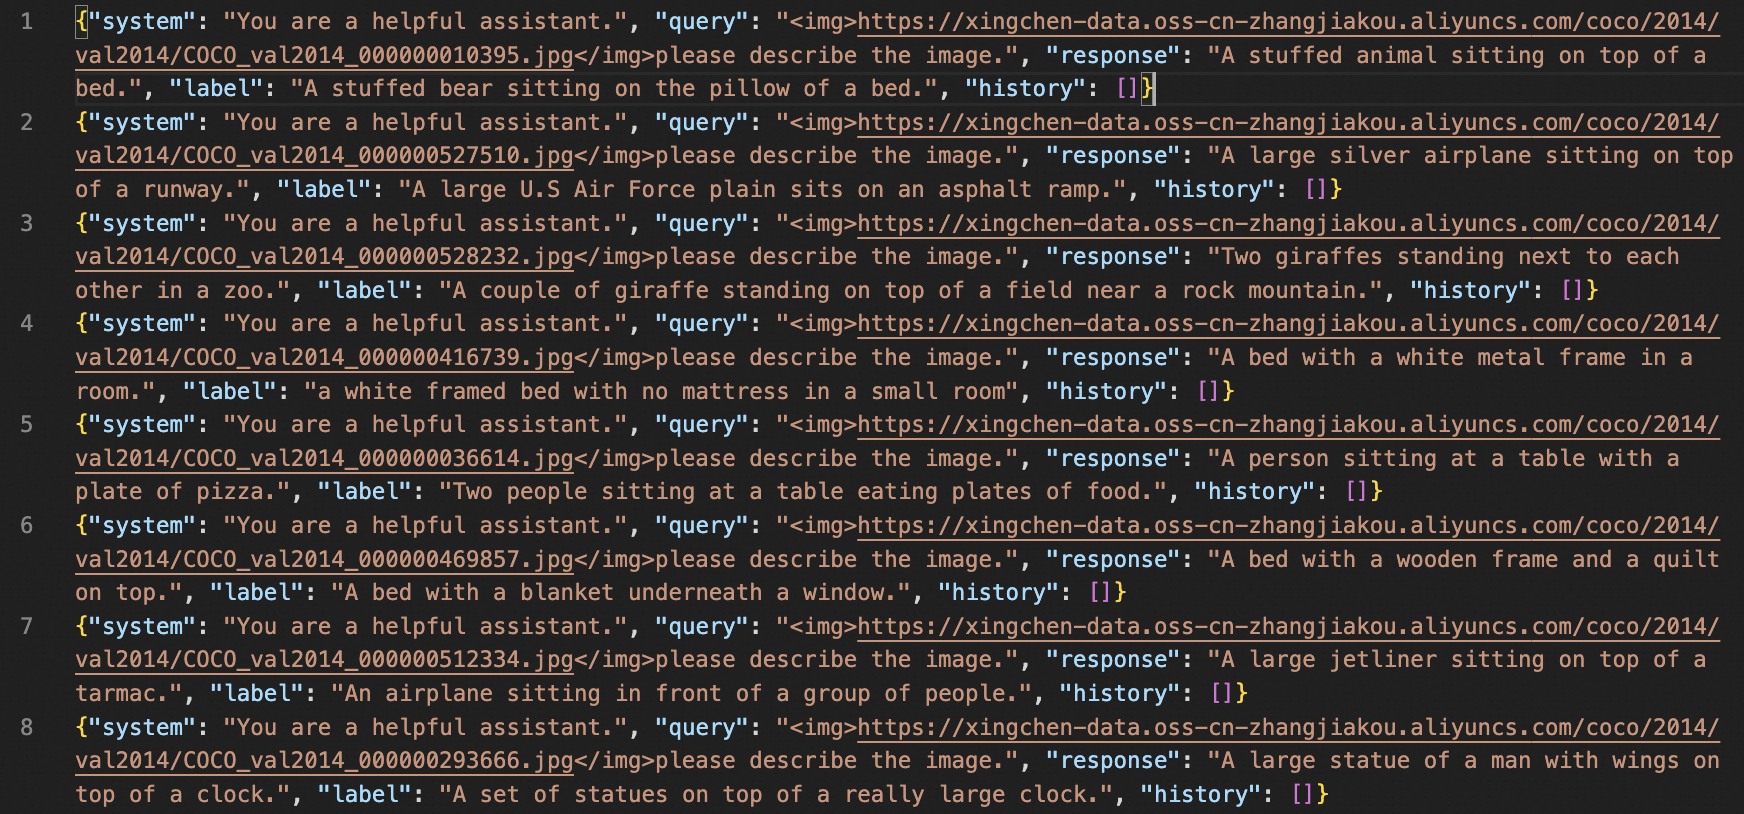 1 {"system": "You are a helpful assistant.", "query": "<img>https://xingchen-data.oss-cn-zhangjiakou.aliyuncs.com/coco/2014/
val2014/COCO_val2014_000000010395.jpg</img>please describe the image.", "response": "A stuffed animal sitting on top of a
bed.", "label": "A stuffed bear sitting on the pillow of a bed.", "history": []}
2 {"system": "You are a helpful assistant.", "query": "<img>https://xingchen-data.oss-cn-zhangjiakou.aliyuncs.com/coco/2014/
val2014/COCO_val2014_000000527510.jpg</img>please describe the image.", "response": "A large silver airplane sitting on top
of a runway.", "label": "A large U.S Air Force plain sits on an asphalt ramp.", "history": []}
3 {"system": "You are a helpful assistant.", "query": "<img>https://xingchen-data.oss-cn-zhangjiakou.aliyuncs.com/coco/2014/
val2014/COCO_val2014_000000528232.jpg</img>please describe the image.", "response": "Two giraffes standing next to each
other in a zoo.", "label": "A couple of giraffe standing on top of a field near a rock mountain.", "history": []}
4 {"system": "You are a helpful assistant.", "query": "<img>https://xingchen-data.oss-cn-zhangjiakou.aliyuncs.com/coco/2014/
val2014/COCO_val2014_000000416739.jpg</img>please describe the image.", "response": "A bed with a white metal frame in a
room.", "label": "a white framed bed with no mattress in a small room", "history": []}
5 {"system": "You are a helpful assistant.", "query": "<img>https://xingchen-data.oss-cn-zhangjiakou.aliyuncs.com/coco/2014/
val2014/COCO_val2014_000000036614.jpg</img>please describe the image.", "response": "A person sitting at a table with a
plate of pizza.", "label": "Two people sitting at a table eating plates of food.", "history": []}
6 {"system": "You are a helpful assistant.", "query": "<img>https://xingchen-data.oss-cn-zhangjiakou.aliyuncs.com/coco/2014/
val2014/COCO_val2014_000000469857.jpg</img>please describe the image.", "response": "A bed with a wooden frame and a quilt
on top.", "label": "A bed with a blanket underneath a window.", "history": []}
7 {"system": "You are a helpful assistant.", "query": "<img>https://xingchen-data.oss-cn-zhangjiakou.aliyuncs.com/coco/2014/
val2014/COCO_val2014_000000512334.jpg</img>please describe the image.", "response": "A large jetliner sitting on top of a
tarmac.", "label": "An airplane sitting in front of a group of people.", "history": []}
8 {"system": "You are a helpful assistant.", "query": "<img>https://xingchen-data.oss-cn-zhangjiakou.aliyuncs.com/coco/2014/
val2014/COCO_val2014_000000293666.jpg</img>please describe the image.", "response": "A large statue of a man with wings on
top of a clock.", "label": "A set of statues on top of a really large clock.", "history": []}